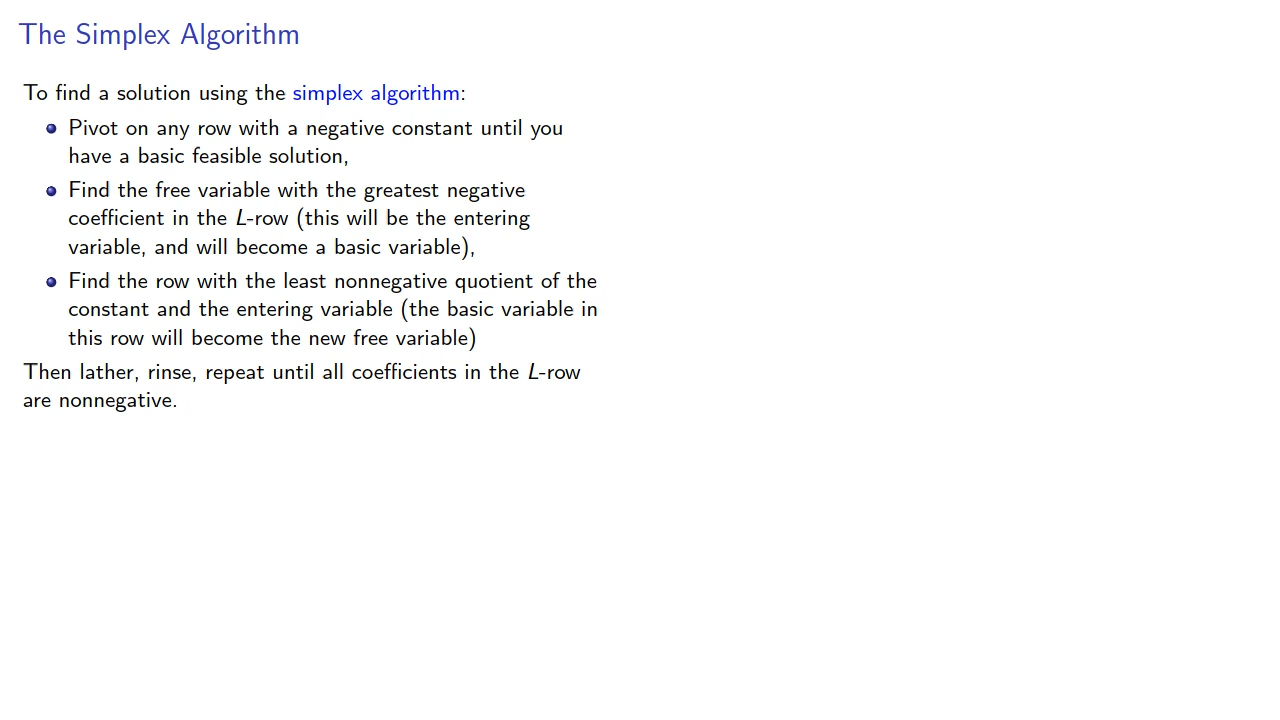 The Simplex Algorithm
To find a solution using the simplex algorithm:
Pivot on any row with a negative constant until you
have a basic feasible solution,
Find the free variable with the greatest negative
coefficient in the L-row (this will be the entering
variable, and will become a basic variable),
Find the row with the least nonnegative quotient of the
constant and the entering variable (the basic variable in
this row will become the new free variable)
Then lather, rinse, repeat until all coefficients in the L-row
are nonnegative.